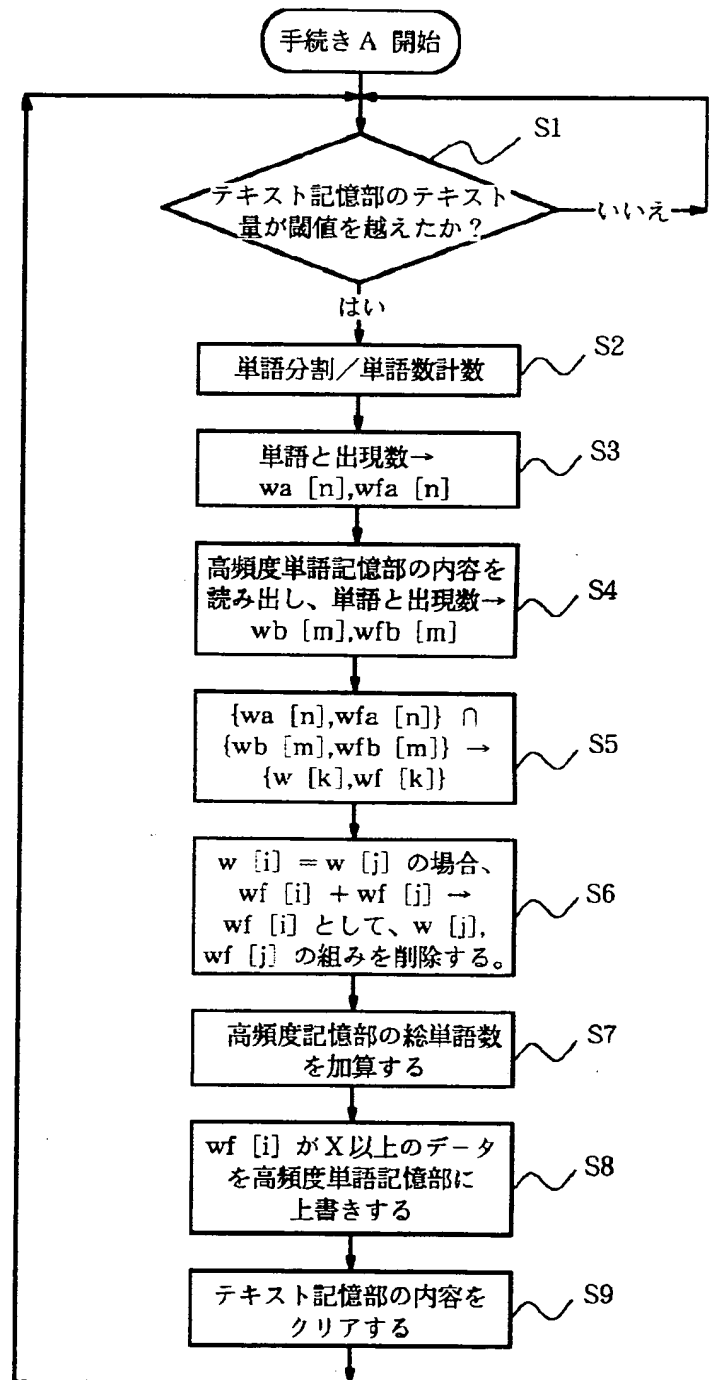 手続き A 開始
S1
テキスト記憶部のテキスト
量が閾値を越えたか？
いいえ
はい
単語分割／単語数計数
S2
単語と出現数→
wa [n],wfa [n]
S3
高頻度単語記憶部の内容を
読み出し、単語と出現数→
wb [m],wfb [m]
S4
{wa [n],wfa [n]} ∩
{wb [m],wfb [m]} →
{w [k],wf [k]}
S5
w [i] = w [j] の場合、
wf [i] + wf [j] →
wf [i] として、w [j],
wf [j] の組みを削除する。
S6
高頻度記憶部の総単語数
を加算する
S7
wf [i] がX以上のデータ
を高頻度単語記憶部に
上書きする
S8
テキスト記憶部の内容を
クリアする
S9